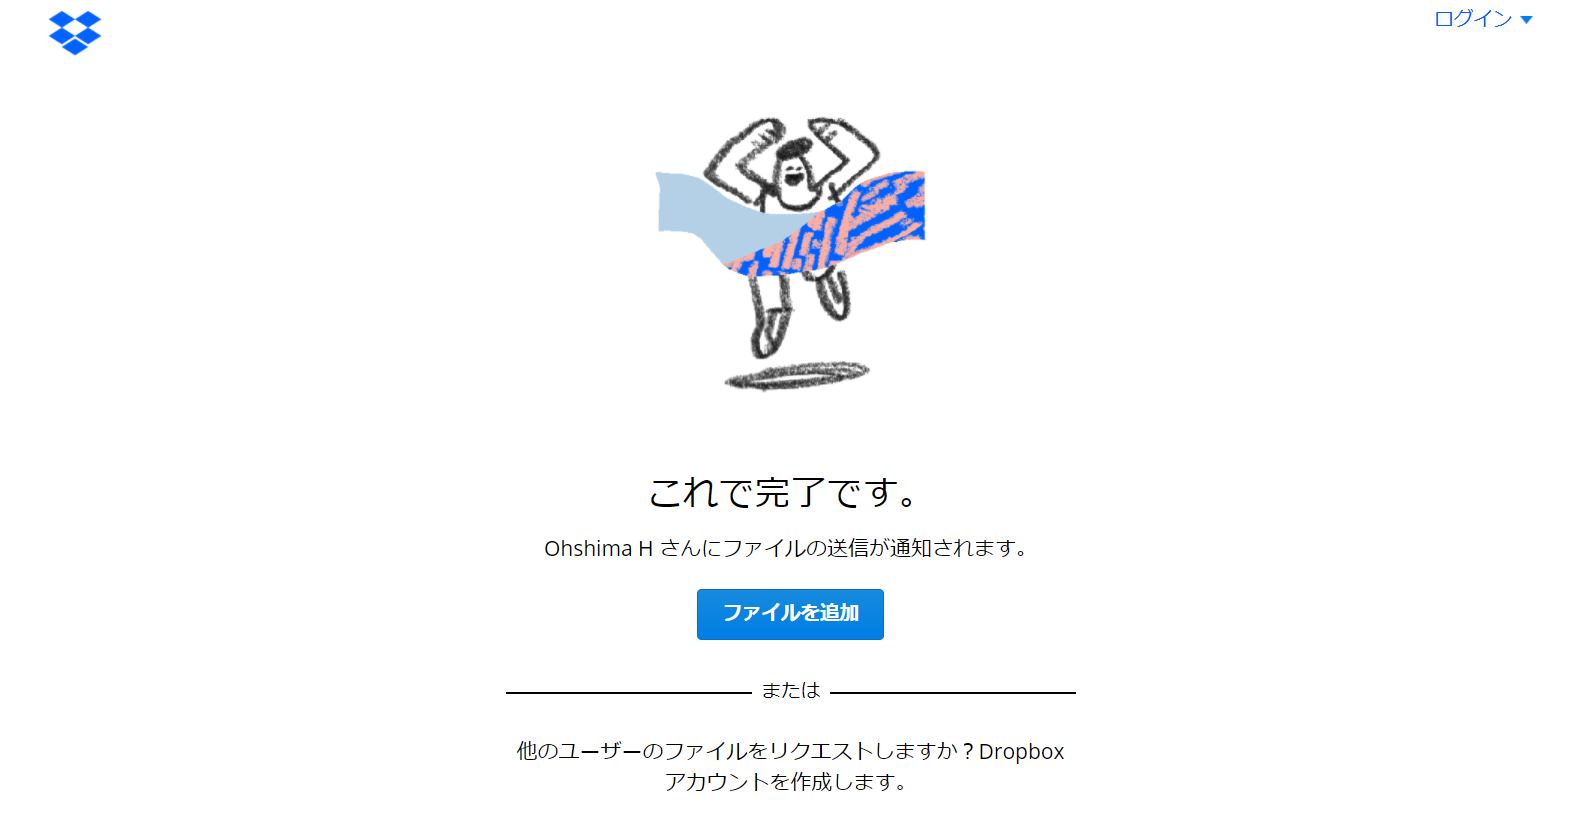 ログイン
これで完了です。
Ohshima H さんにファイルの送信が通知されます。
ファイルを追加
または
他のユーザーのファイルをリクエストしますか？Dropbox
アカウントを作成します。